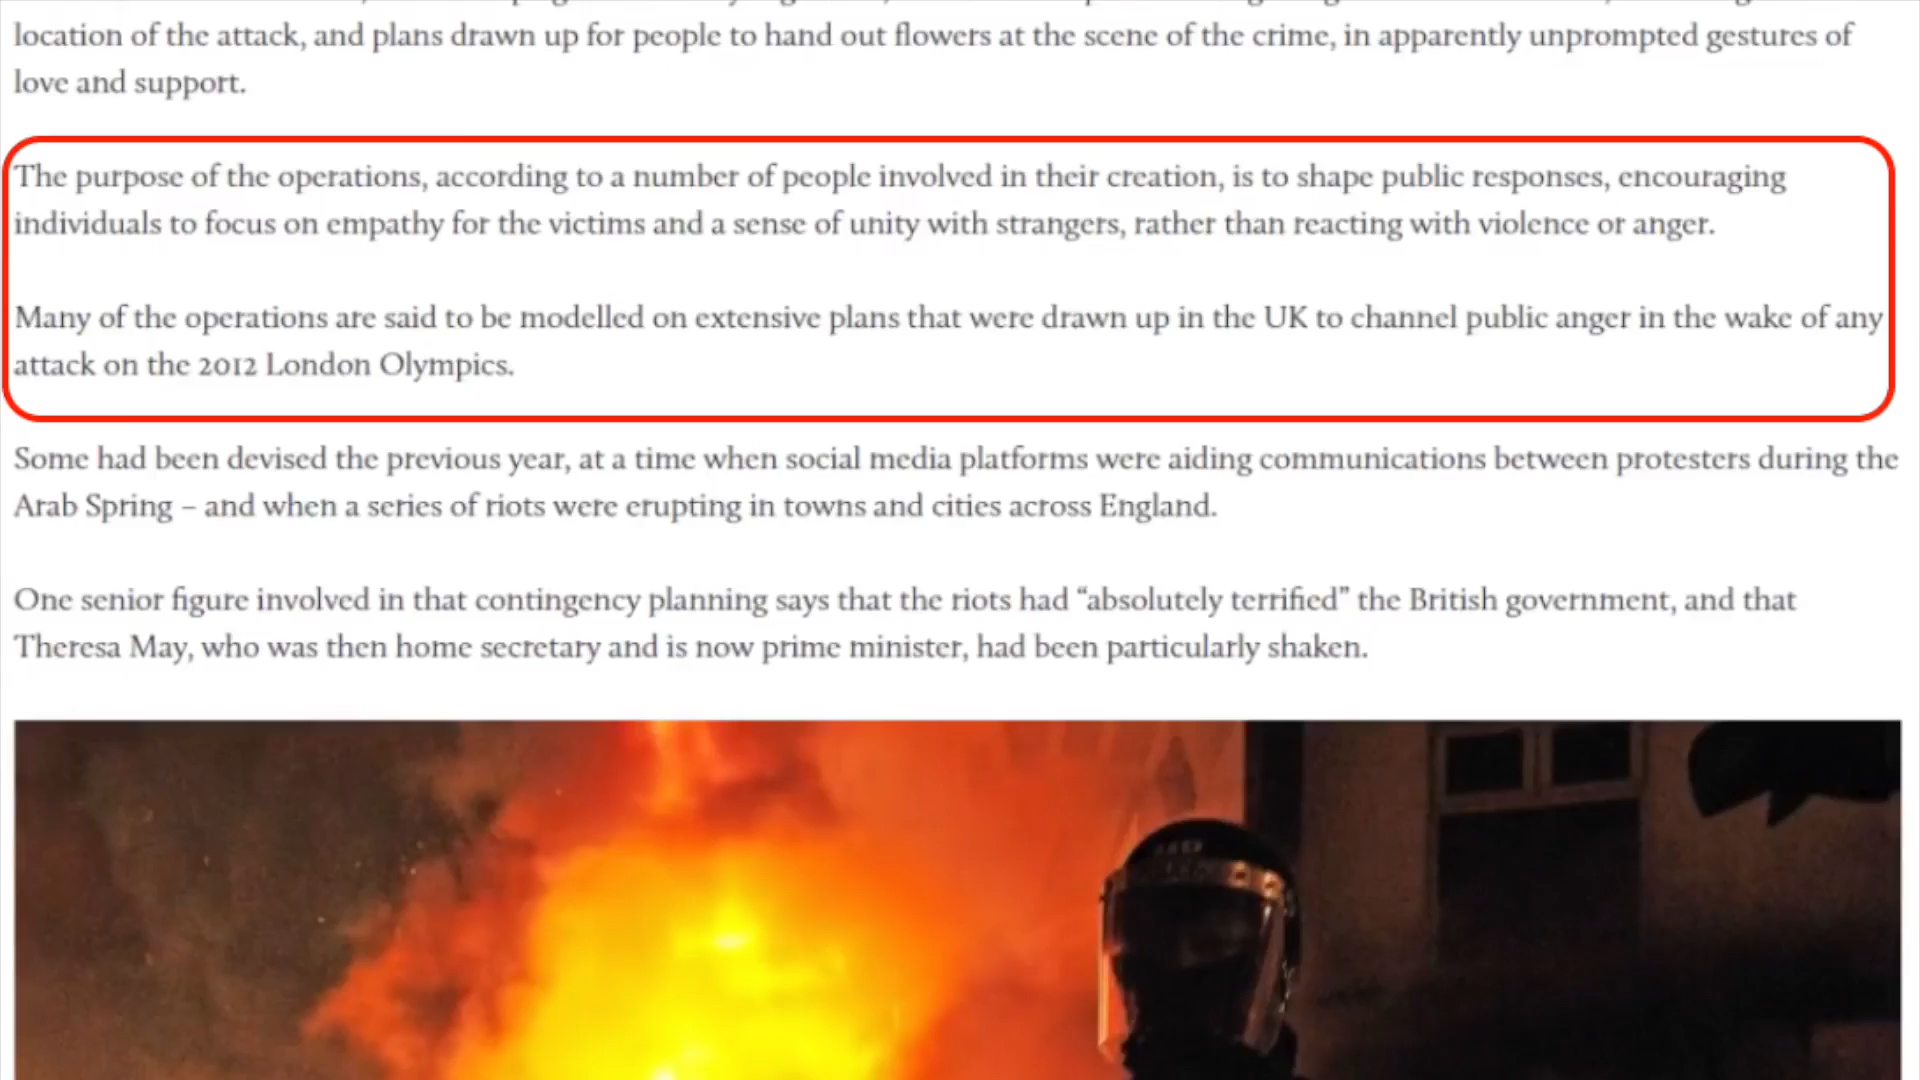 location of the attack, and plans drawn up for people to hand out flowers at the scene of the crime, in apparently unprompted gestures of
love and support.
The purpose of the operations, according to a number of people involved in their creation, is to shape public responses, encouraging
individuals to focus on empathy for the victims and a sense of unity with strangers, rather than reacting with violence or anger.
Many of the operations are said to be modelled on extensive plans that were drawn up in the UK to channel public anger in the wake of any
attack on the 2012 London Olympics.
Some had been devised the previous year, at a time when social media platforms were aiding communications between protesters during the
Arab Spring – and when a series of riots were erupting in towns and cities across England.
One senior figure involved in that contingency planning says that the riots had “absolutely terrified” the British government, and that
Theresa May, who was then home secretary and is now prime minister, had been particularly shaken.